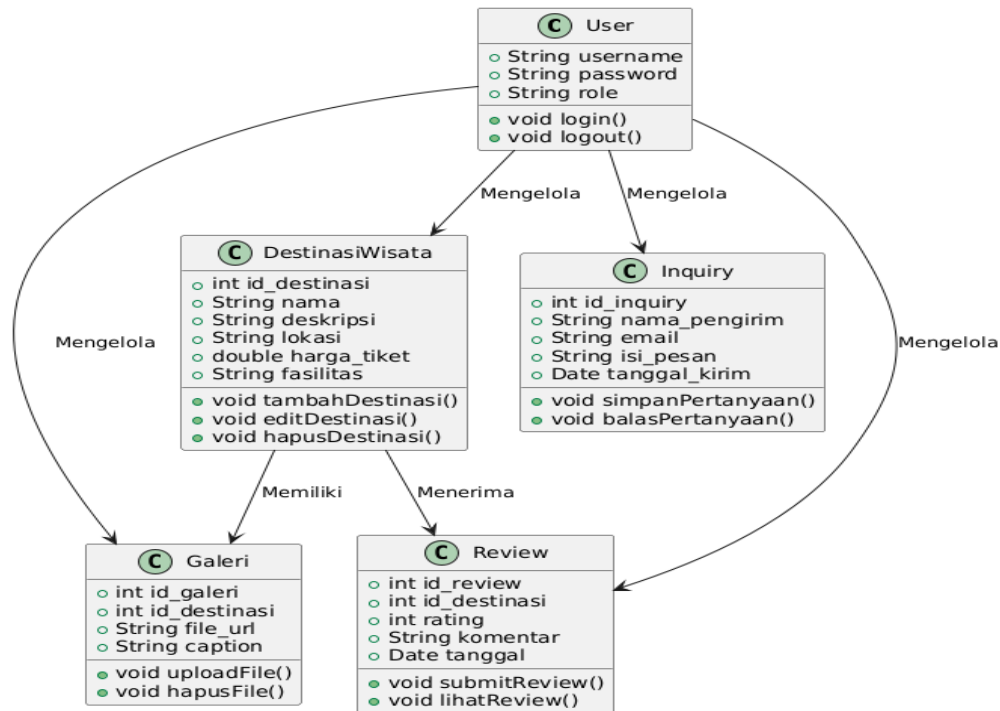 C User
String username
String password
String role
void login()
void logout()
Mengelola
Mengelola
C DestinasiWisata
int id_destinasi
String nama
String deskripsi
String lokasi
double harga_tiket
String fasilitas
void tambahDestinasi()
void editDestinasi()
void hapusDestinasi()
C Inquiry
int id_inquiry
String nama_pengirim
String email
String isi_pesan
Date tanggal_kirim
void simpanPertanyaan()
void balasPertanyaan()
Mengelola
Mengelola
Memiliki
Menerima
C Galeri
int id_galeri
int id_destinasi
String file_url
String caption
void uploadFile()
void hapusFile()
C Review
int id_review
int id_destinasi
int rating
String komentar
Date tanggal
void submitReview()
void lihatReview()